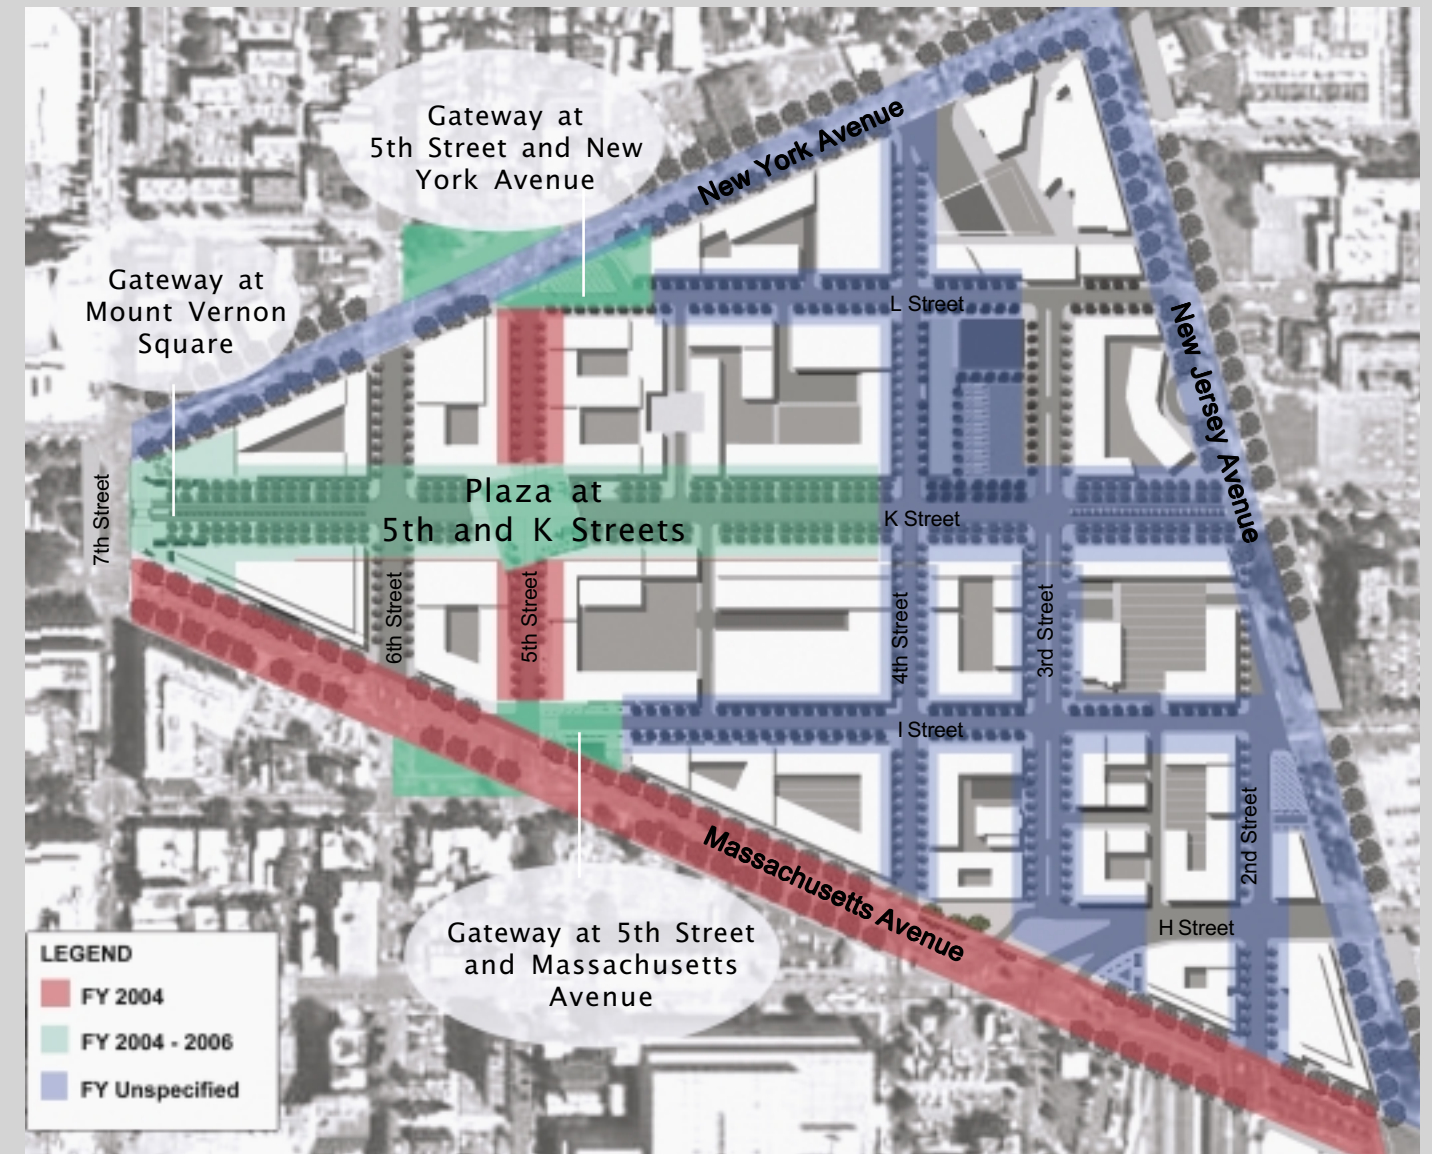 Gateway at
5th Street and New
York Avenue
New York Avenue
Gateway at
Mount Vernon
Square
L Street
New Jersey Avenue
7th Street
Plaza at
5th and K Streets
K Street
6th Street
5th Street
4th Street
3rd Street
I Street
2nd Street
Massachusetts Avenue
H Street
Gateway at 5th Street
and Massachusetts
Avenue
LEGEND
FY 2004
FY 2004 - 2006
FY Unspecified